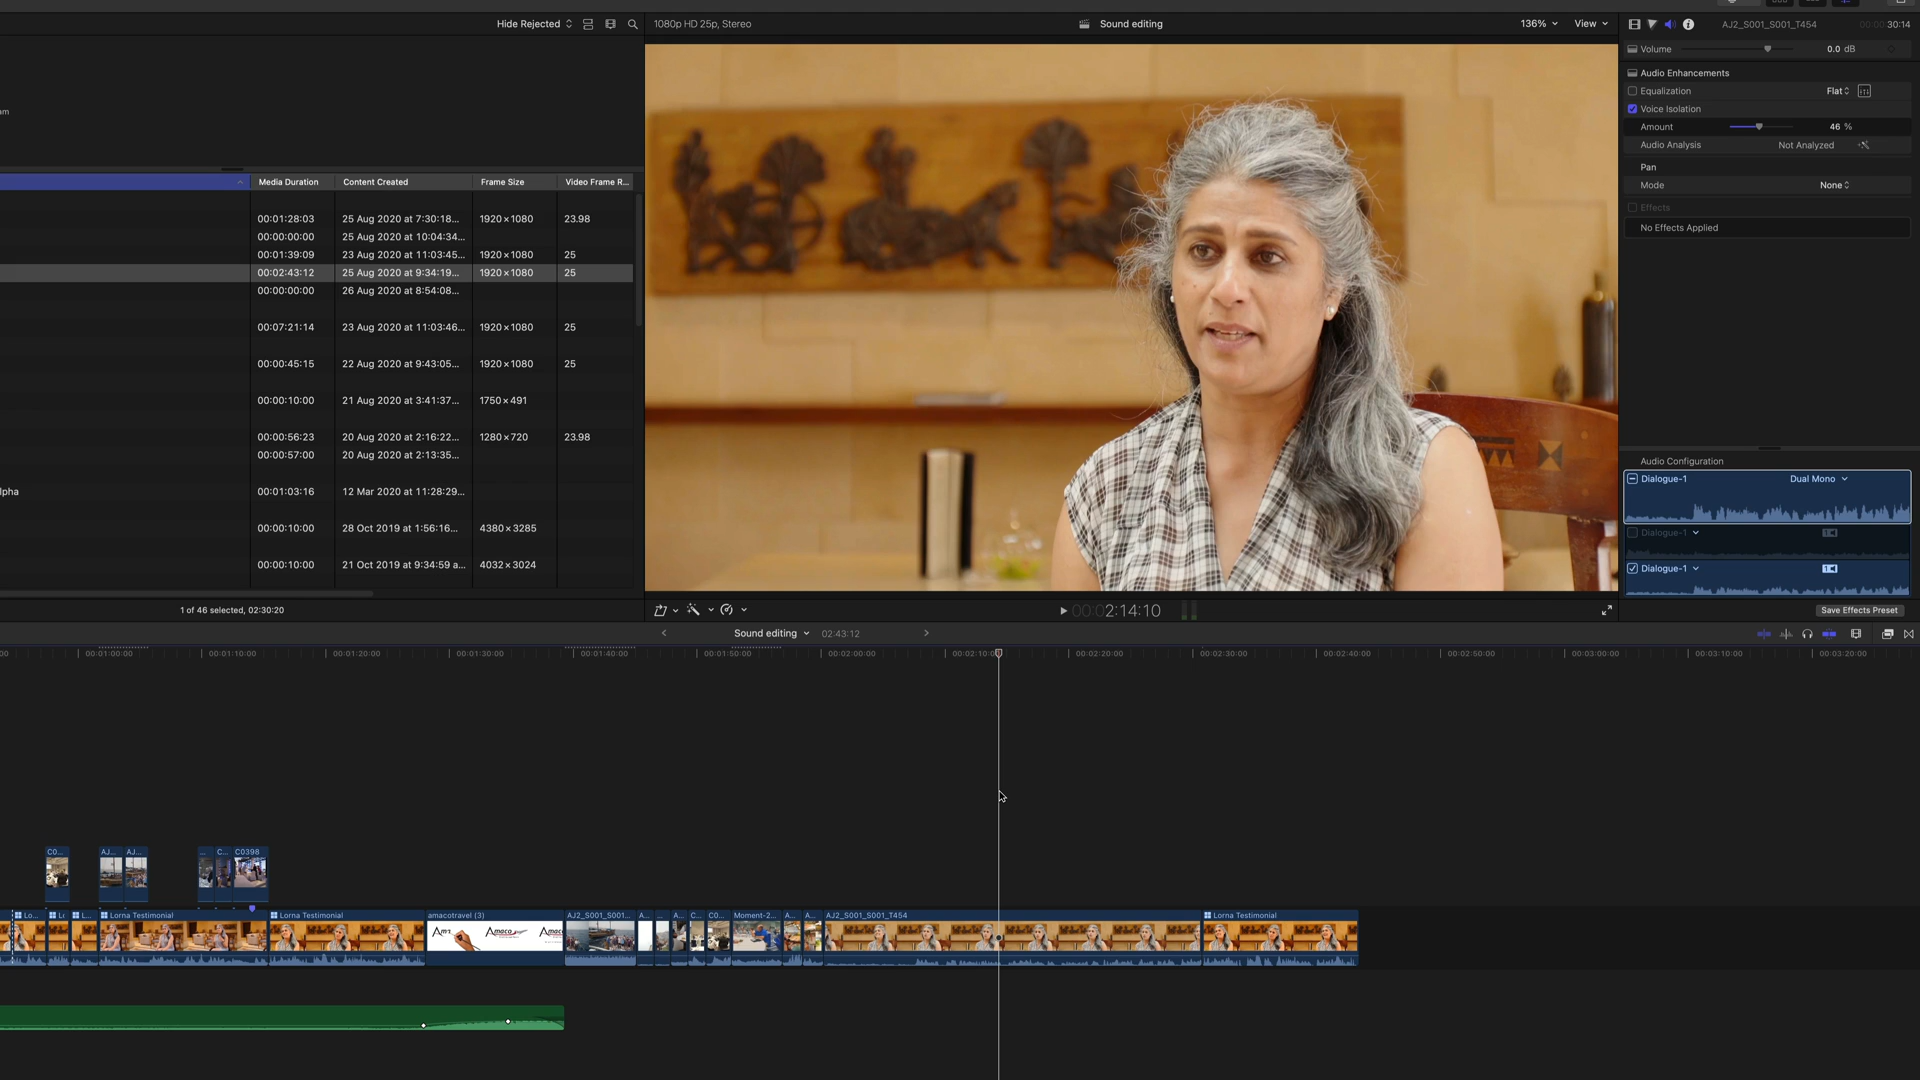 Hide Rejected
1080p HD 25p, Stereo
Sound editing
136%
View
AJ2_S001_S001_T454
00:00:30:14
Volume
0.0 dB
Audio Enhancements
Equalization
Flat
Voice Isolation
Amount
46 %
Audio Analysis
Not Analyzed
Pan
Mode
None
Effects
No Effects Applied
am
Media Duration Content Created Frame Size Video Frame R...
00:01:28:03 25 Aug 2020 at 7:30:18... 1920×1080 23.98
00:00:00:00 25 Aug 2020 at 10:04:34...
00:01:39:09 23 Aug 2020 at 11:03:45... 1920×1080 25
00:02:43:12 25 Aug 2020 at 9:34:19... 1920×1080 25
00:00:00:00 26 Aug 2020 at 8:54:08...
00:07:21:14 23 Aug 2020 at 11:03:46... 1920×1080 25
00:00:45:15 22 Aug 2020 at 9:43:05... 1920×1080 25
00:00:10:00 21 Aug 2020 at 3:41:37... 1750×491
00:00:56:23 20 Aug 2020 at 2:16:22... 1280×720 23.98
00:00:57:00 20 Aug 2020 at 2:13:35...
lpha 00:01:03:16 12 Mar 2020 at 11:28:29...
00:00:10:00 28 Oct 2019 at 1:56:16... 4380×3285
00:00:10:00 21 Oct 2019 at 9:34:59 a... 4032×3024
1 of 46 selected, 02:30:20
00:00:2:14:10
Audio Configuration
Dialogue-1 Dual Mono
Dialogue-1
Dialogue-1
Save Effects Preset
Sound editing 02:43:12
00 00:01:00:00 00:01:10:00 00:01:20:00 00:01:30:00 00:01:40:00 00:01:50:00 00:02:00:00 00:02:10:00 00:02:20:00 00:02:30:00 00:02:40:00 00:02:50:00 00:03:00:00 00:03:10:00 00:03:20:00
C0... AJ... AJ... ... C... C0398
Lo... Lo L... Lorna Testimonial Lorna Testimonial amacotravel (3) AJ2_S001_S001... A... ... A... C... C0... Moment-2... A... A... AJ2_S001_S001_T454 Lorna Testimonial
Amaco